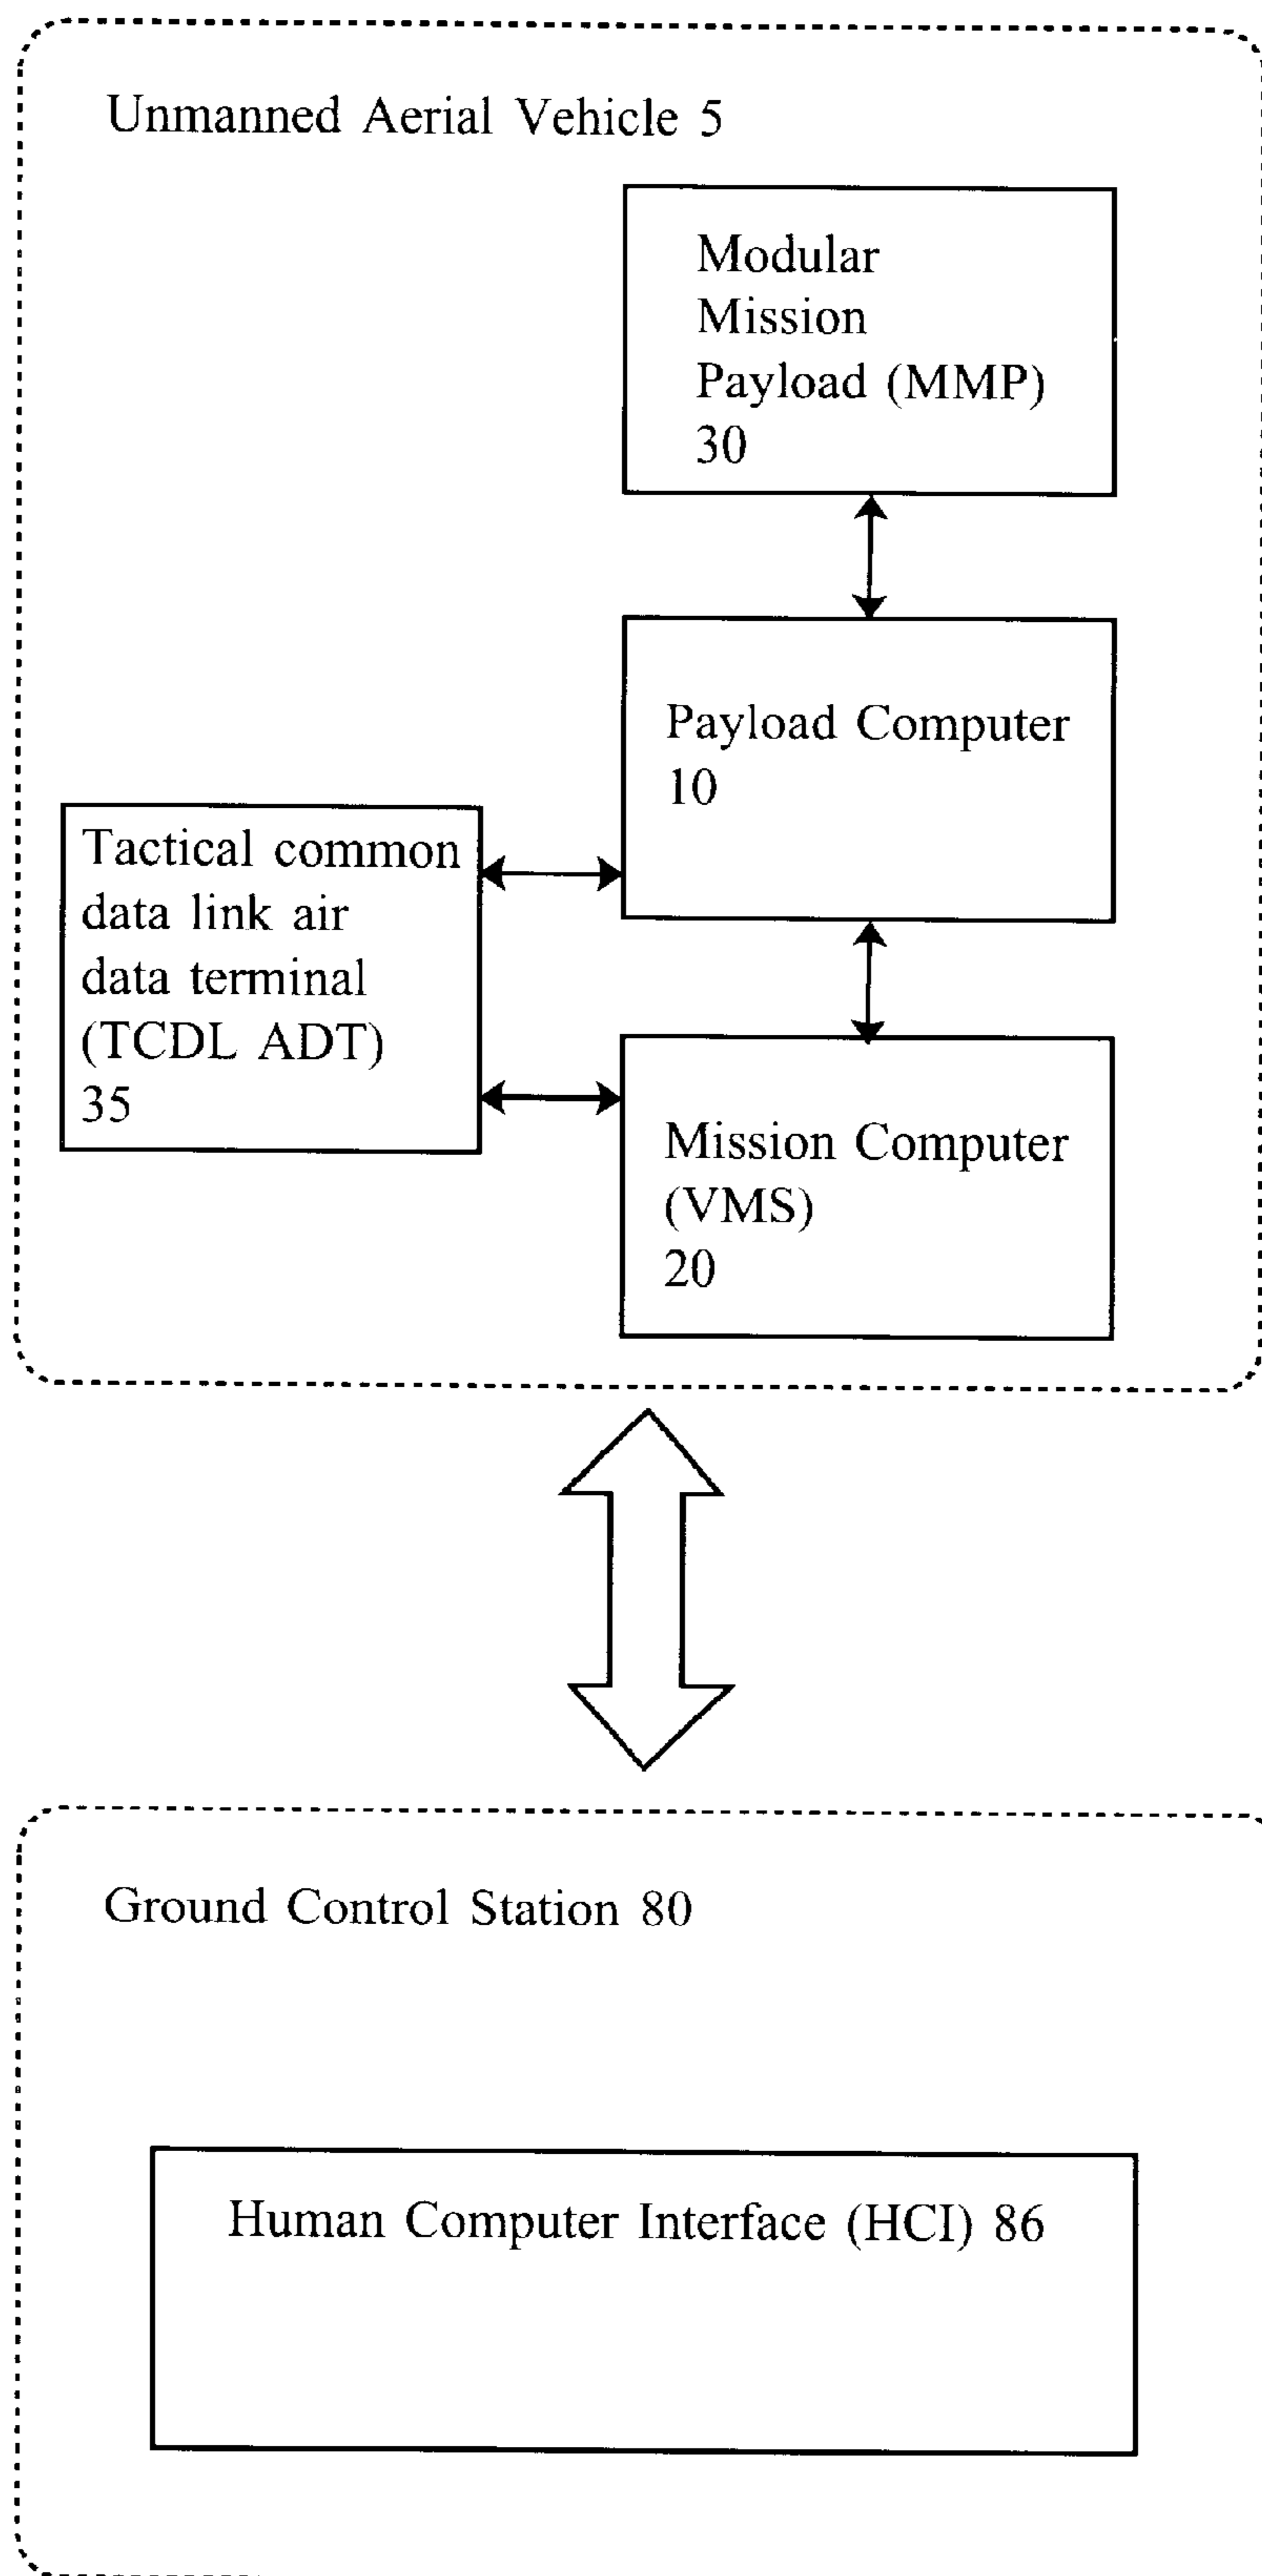 Unmanned Aerial Vehicle 5
Modular
Mission
Payload (MMP)
30
Payload Computer
10
Tactical common
data link air
data terminal
(TCDL ADT)
35
Mission Computer
(VMS)
20
Ground Control Station 80
Human Computer Interface (HCI) 86